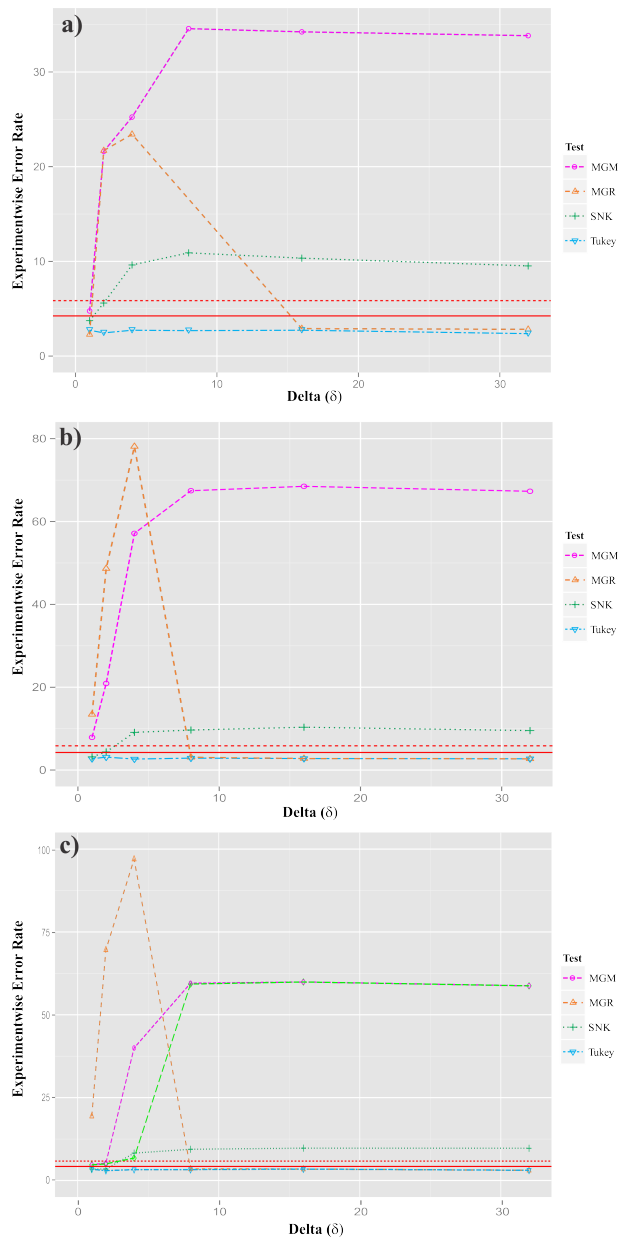 a)
Experimentwise Error Rate
30
20
10
0
0
10
20
30
Delta (δ)
Test
MGM
MGR
SNK
Tukey
b)
Experimentwise Error Rate
80
60
40
20
0
0
10
20
30
Delta (δ)
Test
MGM
MGR
SNK
Tukey
c)
Experimentwise Error Rate
100
75
50
25
0
0
10
20
30
Delta (δ)
Test
MGM
MGR
SNK
Tukey